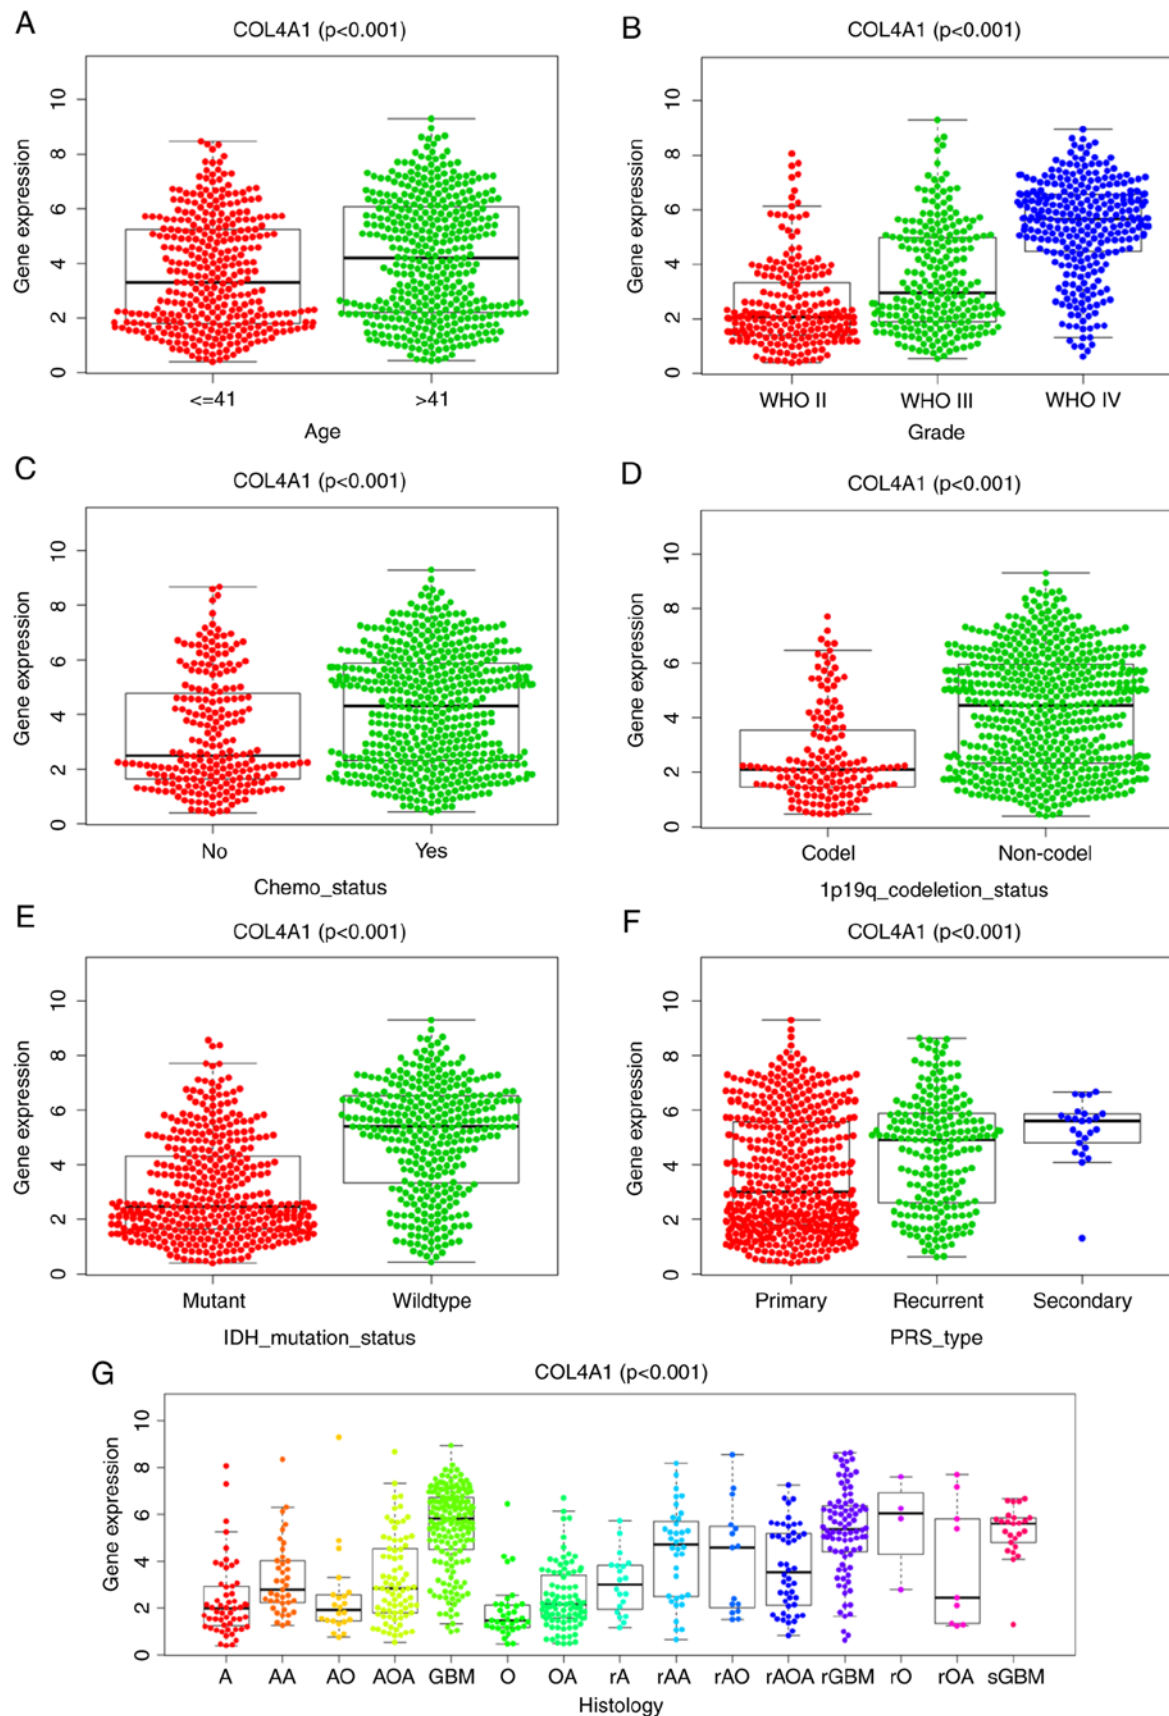 A
COL4A1 (p<0.001)
Gene expression
10
8
6
4
2
0
<=41
>41
Age
B
COL4A1 (p<0.001)
Gene expression
10
8
6
4
2
0
WHO II
WHO III
WHO IV
Grade
C
COL4A1 (p<0.001)
Gene expression
10
8
6
4
2
0
No
Yes
Chemo_status
D
COL4A1 (p<0.001)
Gene expression
10
8
6
4
2
0
Codel
Non-codel
1p19q_codeletion_status
E
COL4A1 (p<0.001)
Gene expression
10
8
6
4
2
0
Mutant
Wildtype
IDH_mutation_status
F
COL4A1 (p<0.001)
Gene expression
10
8
6
4
2
0
Primary
Recurrent
Secondary
PRS_type
G
COL4A1 (p<0.001)
Gene expression
10
8
6
4
2
0
A AA AO AOA GBM O OA rA rAA rAO rAOA rGBM rO rOA sGBM
Histology